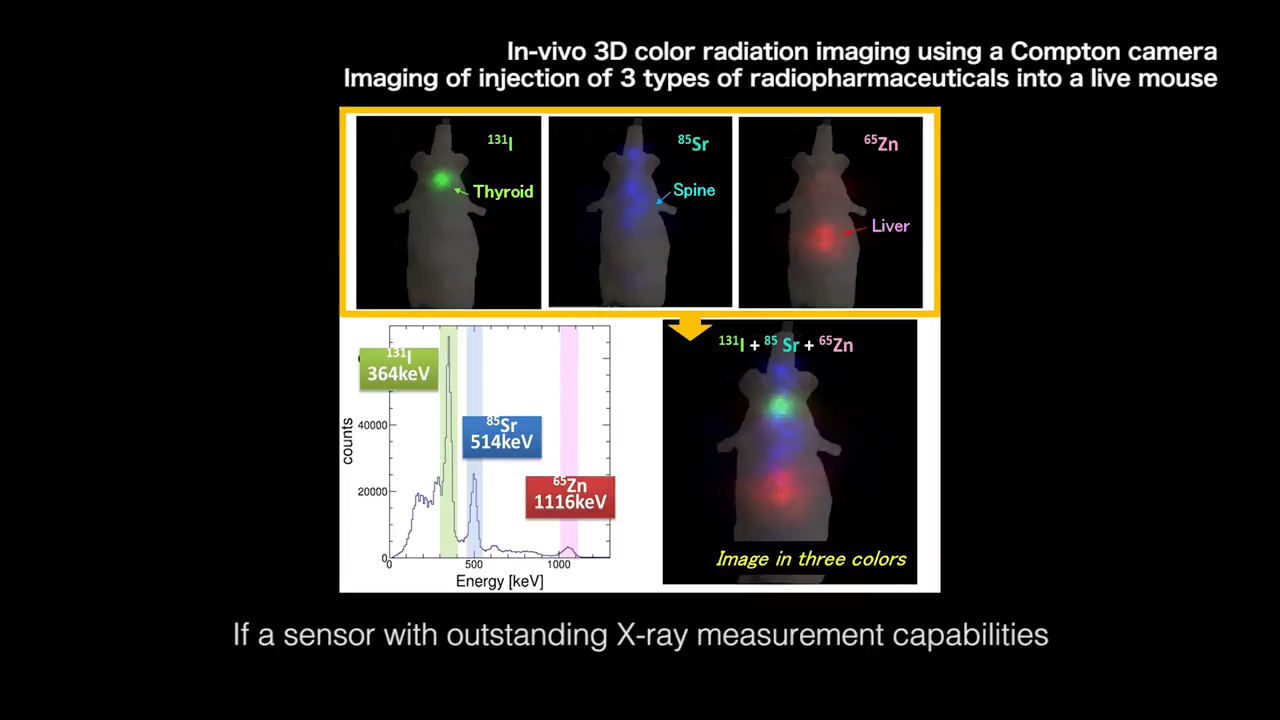 In-vivo 3D color radiation imaging using a Compton camera
Imaging of injection of 3 types of radiopharmaceuticals into a live mouse
¹³¹I
Thyroid
⁸⁵Sr
Spine
⁶⁵Zn
Liver
¹³¹I
364keV
⁸⁵Sr
514keV
⁶⁵Zn
1116keV
counts
40000
20000
0
0
500
1000
Energy [keV]
¹³¹I + ⁸⁵ Sr + ⁶⁵Zn
Image in three colors
If a sensor with outstanding X-ray measurement capabilities